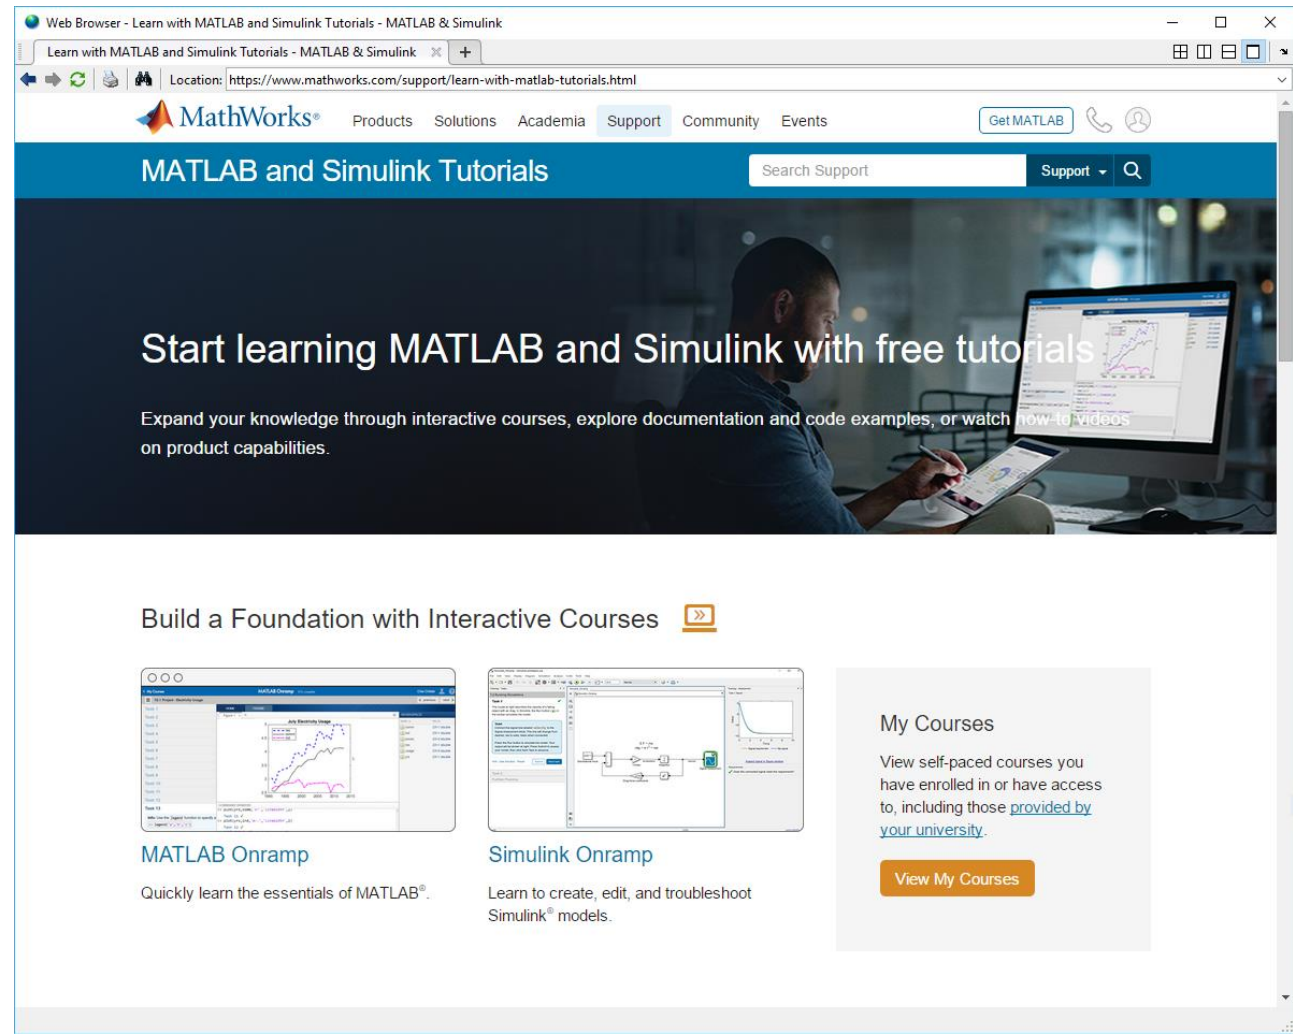 Web Browser - Learn with MATLAB and Simulink Tutorials - MATLAB & Simulink
Learn with MATLAB and Simulink Tutorials - MATLAB & Simulink
Location: https://www.mathworks.com/support/learn-with-matlab-tutorials.html
MathWorks® Products Solutions Academia Support Community Events Get MATLAB
MATLAB and Simulink Tutorials
Search Support Support
Start learning MATLAB and Simulink with free tutorials
Expand your knowledge through interactive courses, explore documentation and code examples, or watch how-to videos
on product capabilities.
Build a Foundation with Interactive Courses
MATLAB Onramp
July Electricity Usage
MATLAB Onramp
Quickly learn the essentials of MATLAB®.
Simulink Onramp
Learn to create, edit, and troubleshoot
Simulink® models.
My Courses
View self-paced courses you
have enrolled in or have access
to, including those provided by
your university.
View My Courses